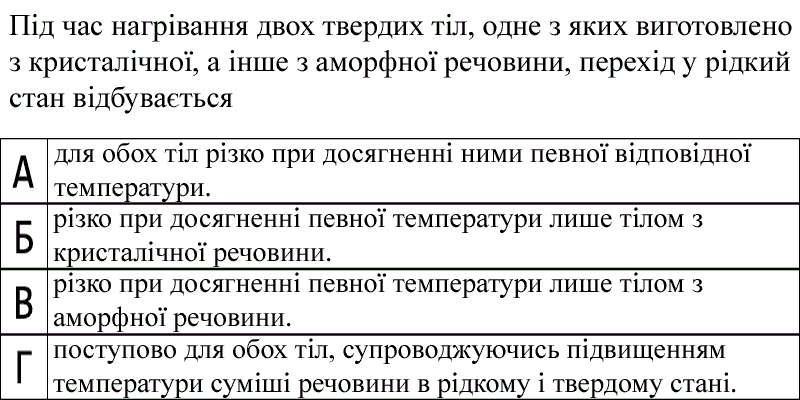 Під час нагрівання двох твердих тіл, одне з яких виготовлено
з кристалічної, а інше з аморфної речовини, перехід у рідкий
стан відбувається
А для обох тіл різко при досягненні ними певної відповідної
температури.
Б різко при досягненні певної температури лише тілом з
кристалічної речовини.
В різко при досягненні певної температури лише тілом з
аморфної речовини.
Г поступово для обох тіл, супроводжуючись підвищенням
температури суміші речовини в рідкому і твердому стані.